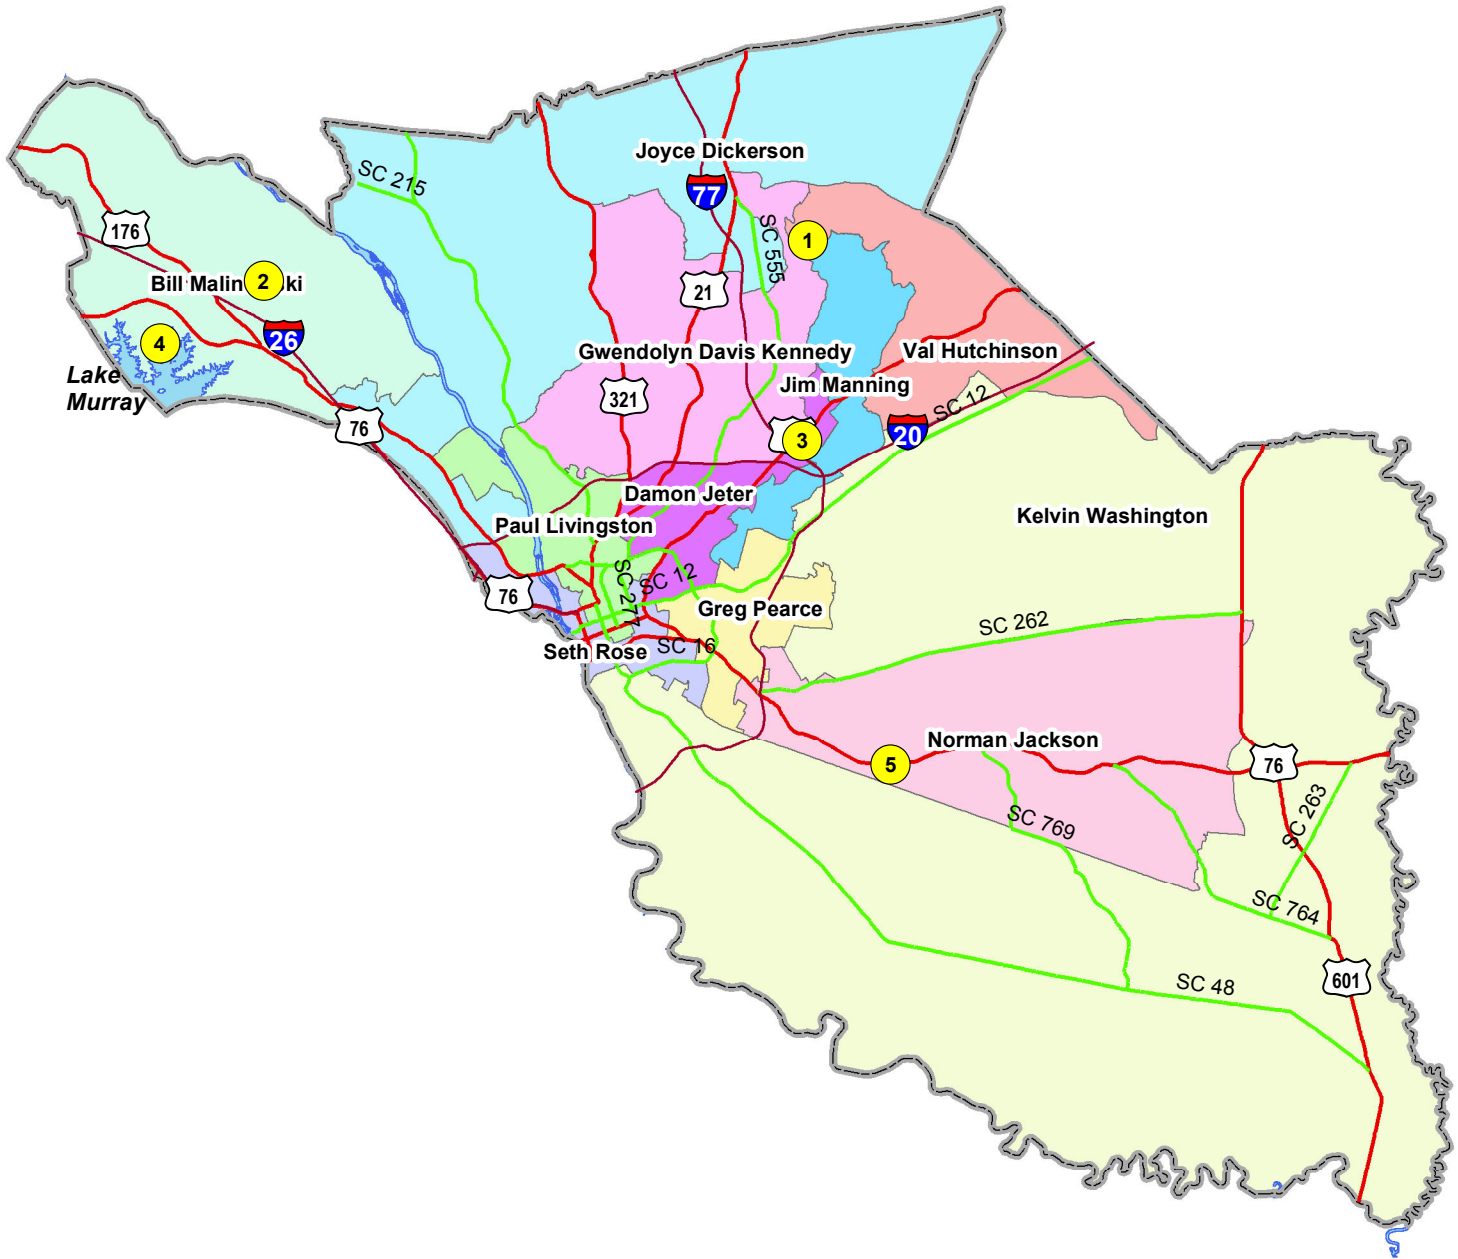 Joyce Dickerson
SC 215
77
176
SC 555
1
Bill Malin
2
ki
21
26
4
Lake
Murray
Gwendolyn Davis Kennedy
Val Hutchinson
Jim Manning
321
SC 12
76
3
20
Damon Jeter
Kelvin Washington
Paul Livingston
SC 277
SC 12
76
Greg Pearce
SC 262
Seth Rose
SC 16
Norman Jackson
5
76
SC 263
SC 769
SC 764
601
SC 48